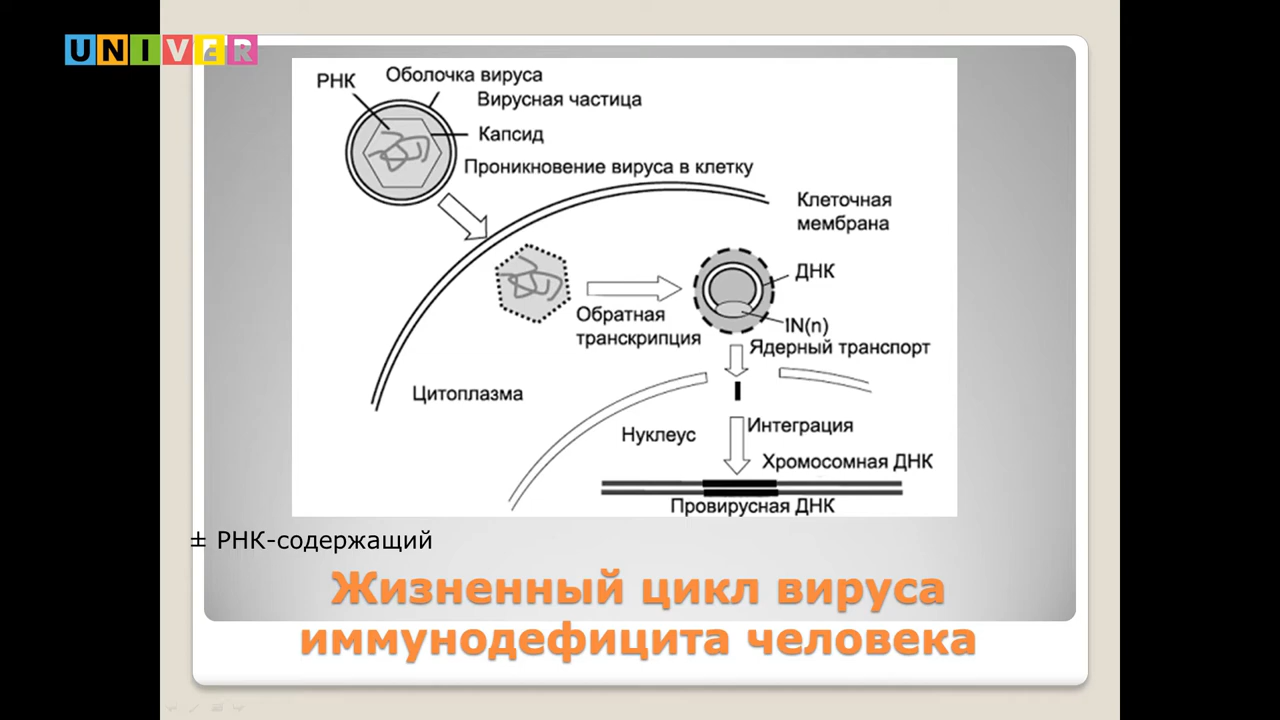 UNIVER
РНК
Оболочка вируса
Вирусная частица
Капсид
Проникновение вируса в клетку
Клеточная
мембрана
ДНК
IN(n)
Обратная
транскрипция
Ядерный транспорт
Цитоплазма
Нуклеус
Интеграция
Хромосомная ДНК
Провирусная ДНК
± РНК-содержащий
Жизненный цикл вируса
иммунодефицита человека